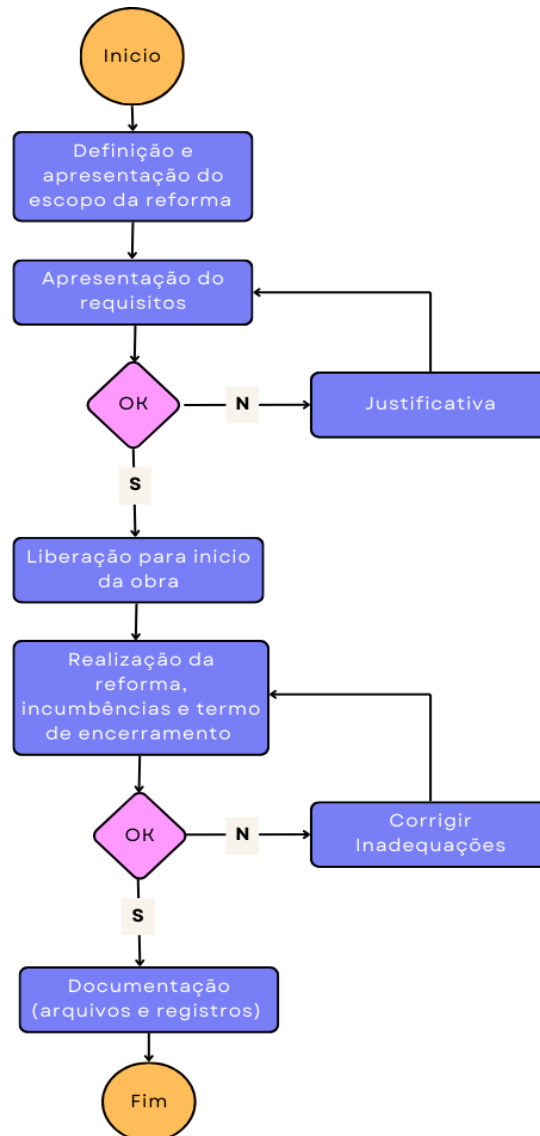 Inicio
Definição e
apresentação do
escopo da reforma
Apresentação do
requisitos
OK
N
Justificativa
S
Liberação para inicio
da obra
Realização da
reforma,
incumbências e termo
de encerramento
OK
N
Corrigir
Inadequações
S
Documentação
(arquivos e registros)
Fim